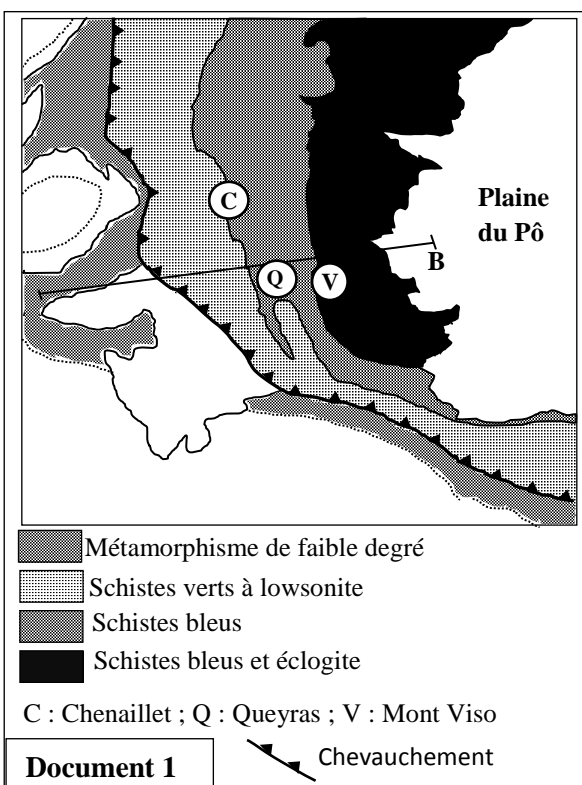 C
Plaine
du Pô
B
Q
V
Métamorphisme de faible degré
Schistes verts à lowsonite
Schistes bleus
Schistes bleus et éclogite
C : Chenaillet ; Q : Queyras ; V : Mont Viso
Document 1
Chevauchement